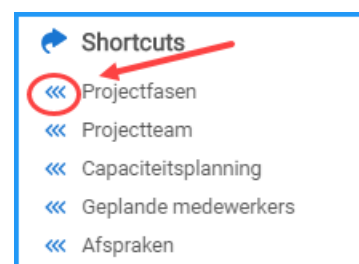 Shortcuts
Projectfasen
Projectteam
Capaciteitsplanning
Geplande medewerkers
Afspraken